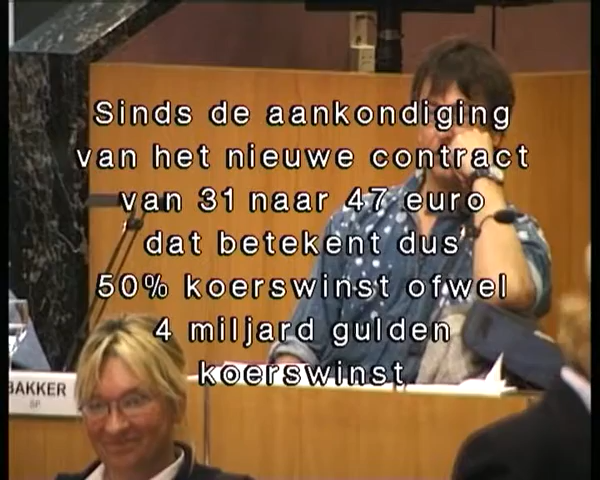 Sinds de aankondiging
van het nieuwe contract
van 31 naar 47 euro
dat betekent dus
50% koerswinst ofwel
4 miljard gulden
koerswinst
BAKKER
SP